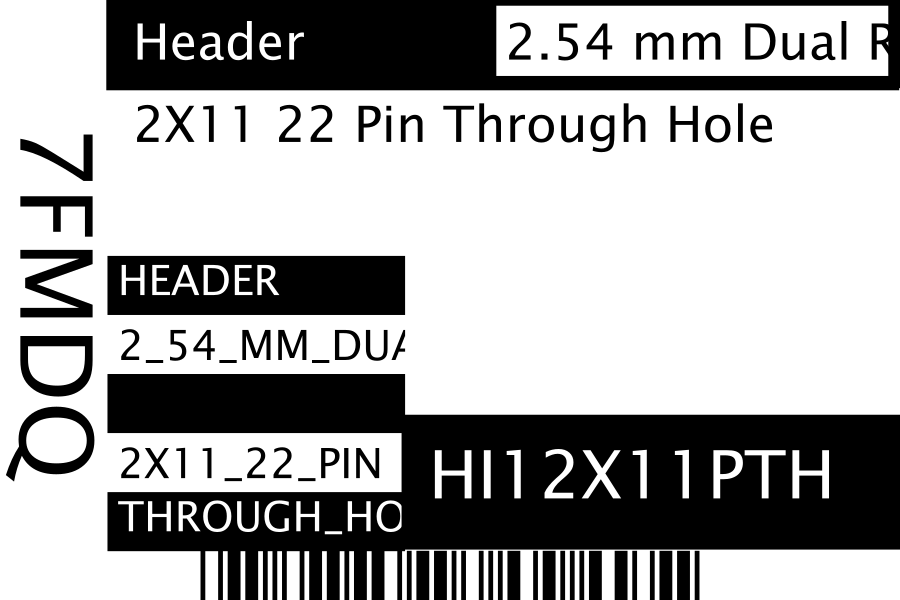 Header
2.54 mm Dual R
2X11 22 Pin Through Hole
7FMDQ
HEADER
2_54_MM_DUA
2X11_22_PIN
THROUGH_HO
HI12X11PTH